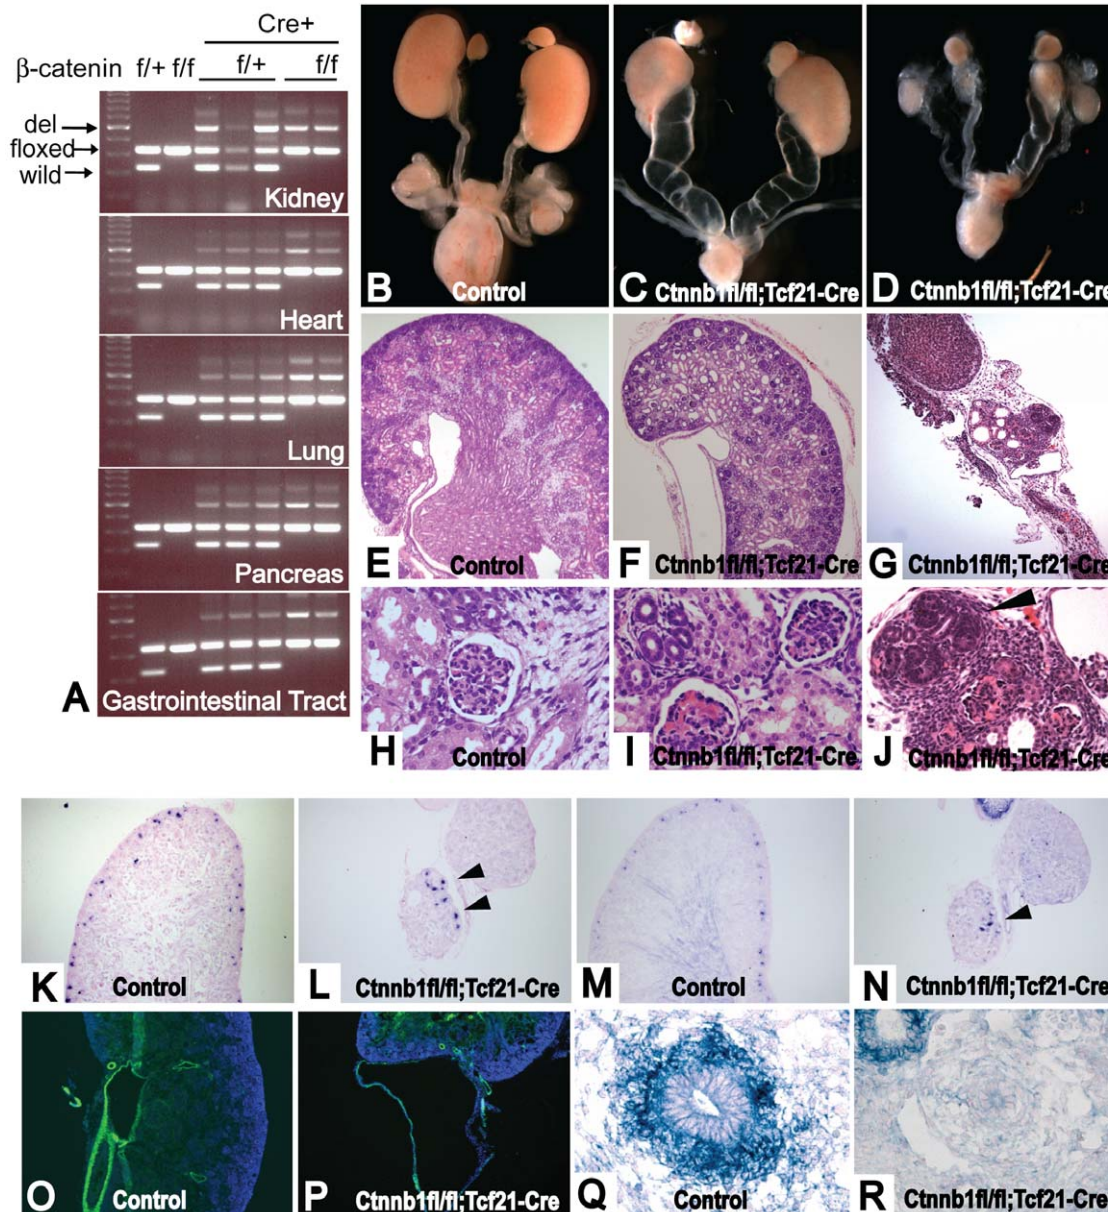 Cre+
β-catenin f/+ f/f f/+ f/f
del
floxed
wild
Kidney
Heart
Lung
Pancreas
A Gastrointestinal Tract
B Control
C Ctnnb1fl/fl;Tcf21-Cre
D Ctnnb1fl/fl;Tcf21-Cre
E Control
F Ctnnb1fl/fl;Tcf21-Cre
G Ctnnb1fl/fl;Tcf21-Cre
H Control
I Ctnnb1fl/fl;Tcf21-Cre
J Ctnnb1fl/fl;Tcf21-Cre
K Control
L Ctnnb1fl/fl;Tcf21-Cre
M Control
N Ctnnb1fl/fl;Tcf21-Cre
O Control
P Ctnnb1fl/fl;Tcf21-Cre
Q Control
R Ctnnb1fl/fl;Tcf21-Cre